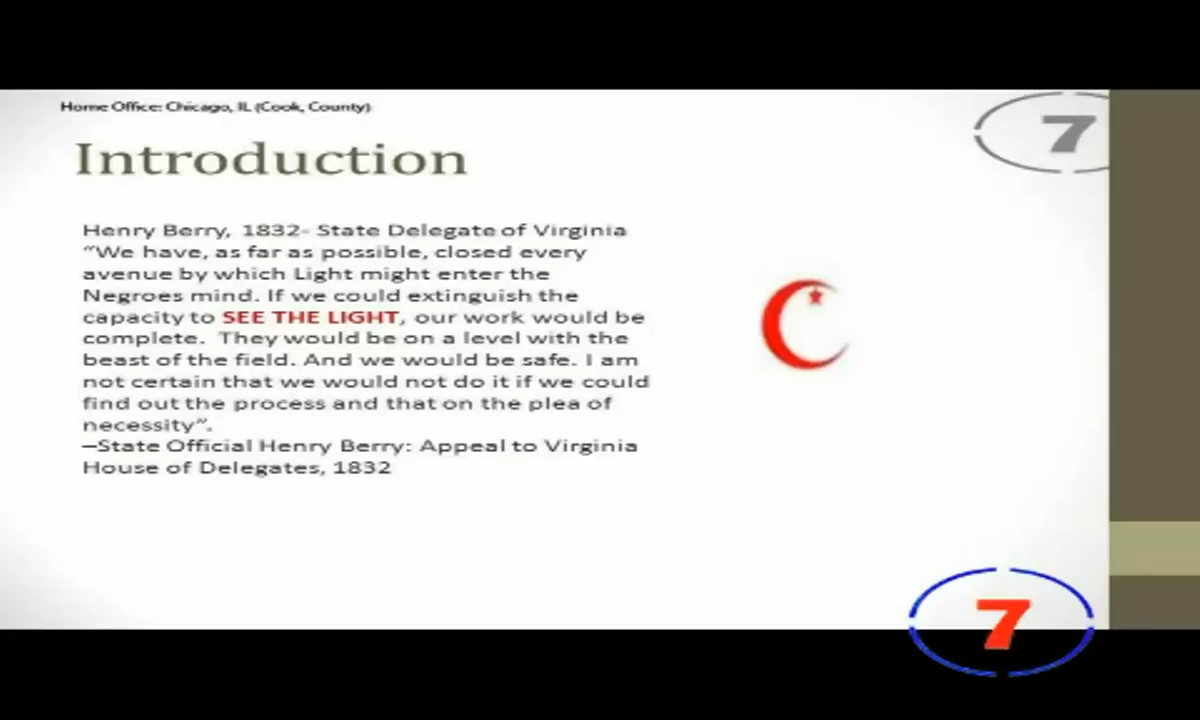 Home Office: Chicago, IL (Cook, County)
7
Introduction
Henry Berry, 1832- State Delegate of Virginia
“We have, as far as possible, closed every
avenue by which Light might enter the
Negroes mind. If we could extinguish the
capacity to SEE THE LIGHT, our work would be
complete. They would be on a level with the
beast of the field. And we would be safe. I am
not certain that we would not do it if we could
find out the process and that on the plea of
necessity”.
–State Official Henry Berry: Appeal to Virginia
House of Delegates, 1832
7